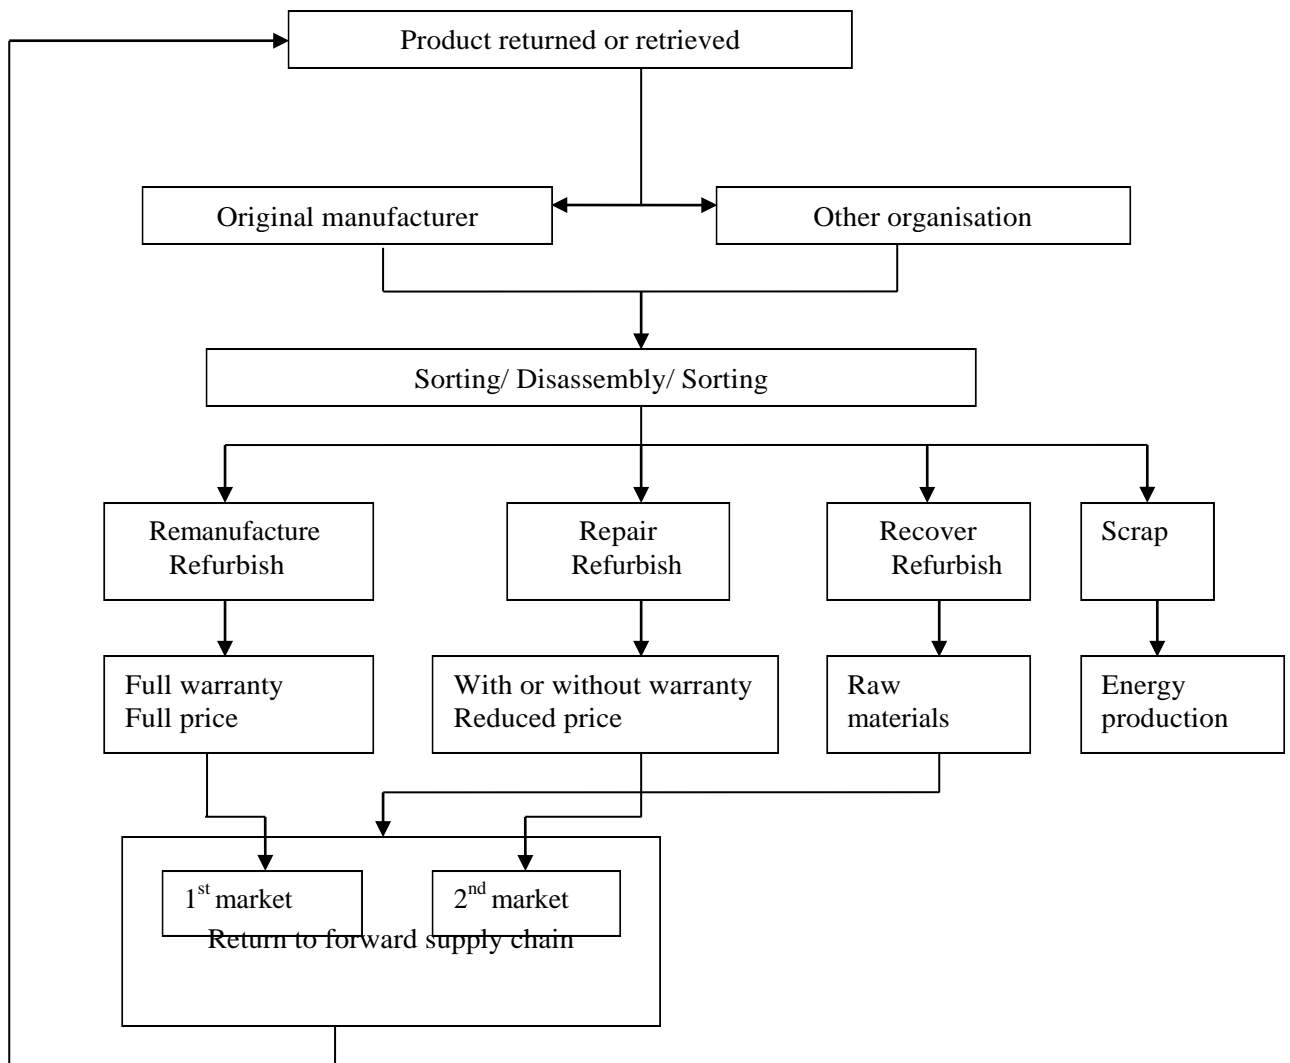 Product returned or retrieved
Original manufacturer
Other organisation
Sorting/ Disassembly/ Sorting
Remanufacture
Refurbish
Repair
Refurbish
Recover
Refurbish
Scrap
Full warranty
Full price
With or without warranty
Reduced price
Raw
materials
Energy
production
1st market
2nd market
Return to forward supply chain